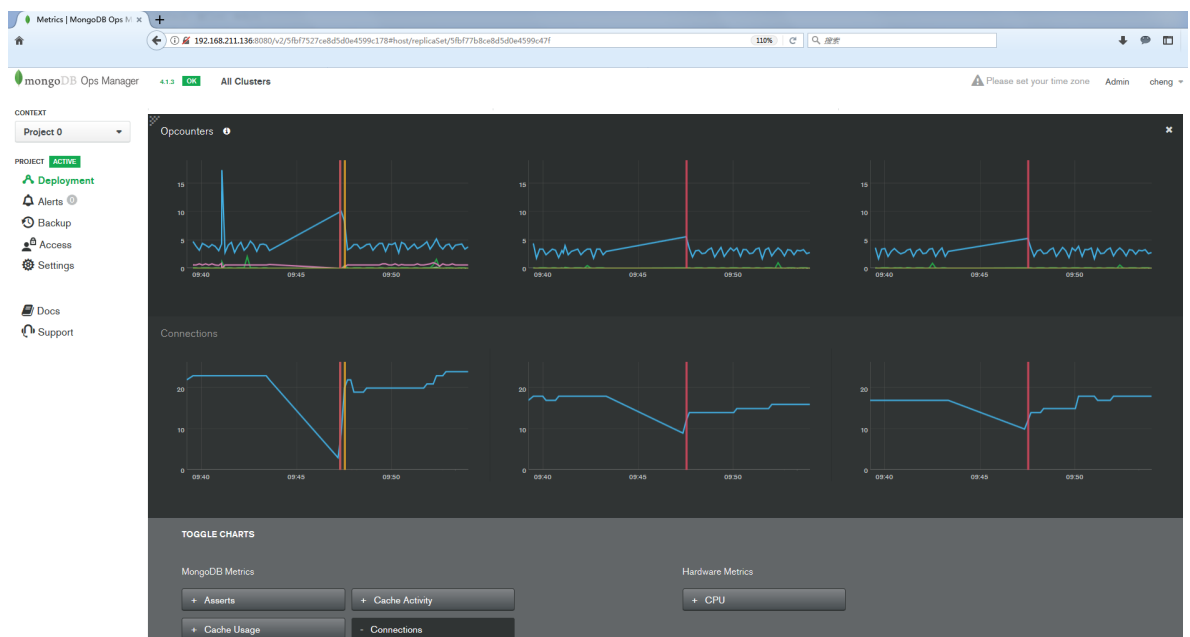 Metrics | MongoDB Ops M × +
192.168.211.136:8080/v2/5fbf7527ce8d5d0e4599c178#host/replicaSet/5fbf77b8ce8d5d0e4599c47f 110% 搜索
mongoDB Ops Manager 4.1.3 OK All Clusters Please set your time zone Admin cheng
CONTEXT
Project 0
PROJECT ACTIVE
Deployment
Alerts 0
Backup
Access
Settings
Docs
Support
Opcounters
15 15 15
10 10 10
5 5 5
0 0 0
09:40 09:45 09:50 09:40 09:45 09:50 09:40 09:45 09:50
Connections
20 20 20
10 10 10
0 0 0
09:40 09:45 09:50 09:40 09:45 09:50 09:40 09:45 09:50
TOGGLE CHARTS
MongoDB Metrics Hardware Metrics
+ Asserts + Cache Activity + CPU
+ Cache Usage - Connections